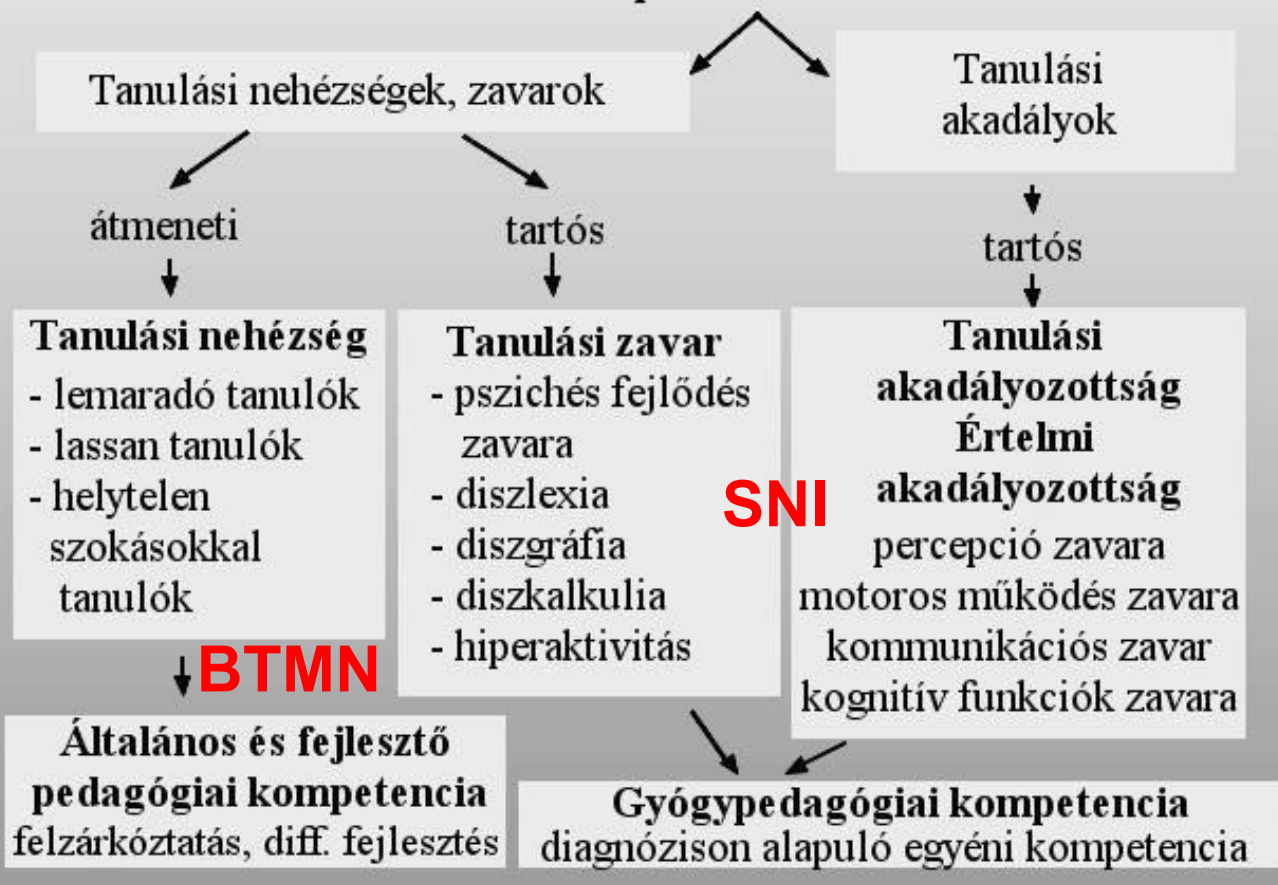 Tanulási nehézségek, zavarok
Tanulási
akadályok
átmeneti
tartós
tartós
Tanulási nehézség
- lemaradó tanulók
- lassan tanulók
- helytelen
szokásokkal
tanulók
Tanulási zavar
- pszichés fejlődés
zavara
- diszlexia
- diszgráfia
- diszkalkulia
- hiperaktivitás
SNI
Tanulási
akadályozottság
Értelmi
akadályozottság
percepció zavara
motoros működés zavara
kommunikációs zavar
kognitív funkciók zavara
BTMN
Általános és fejlesztő
pedagógiai kompetencia
felzárkóztatás, diff. fejlesztés
Gyógypedagógiai kompetencia
diagnózison alapuló egyéni kompetencia